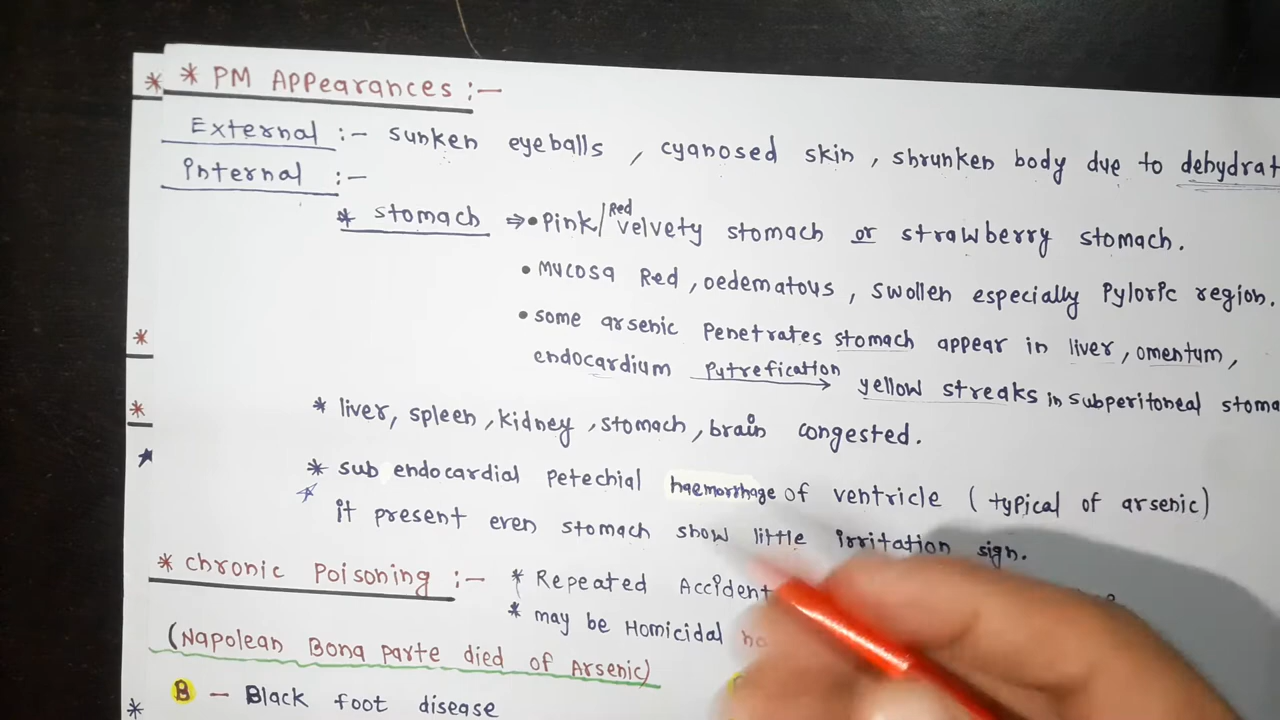 * * PM Appearances :-
External :- sunken eyeballs , cyanosed skin , shrunken body due to dehydrat
Internal :-
* stomach ⇒ • Pink/Red velvety stomach or strawberry stomach.
• Mucosa Red , oedematous , swollen especially Pyloric region.
• some arsenic Penetrates stomach appear in liver , omentum ,
endocardium Putrefication → yellow streaks in subperitoneal stoma
* liver, spleen , kidney , stomach , brain congested.
* sub endocardial petechial haemorrhage of ventricle ( typical of arsenic)
it present even stomach show little irritation sign.
* chronic Poisoning :- * Repeated Accident
* may be Homicidal
(Napolean Bona parte died of Arsenic)
B - Black foot disease